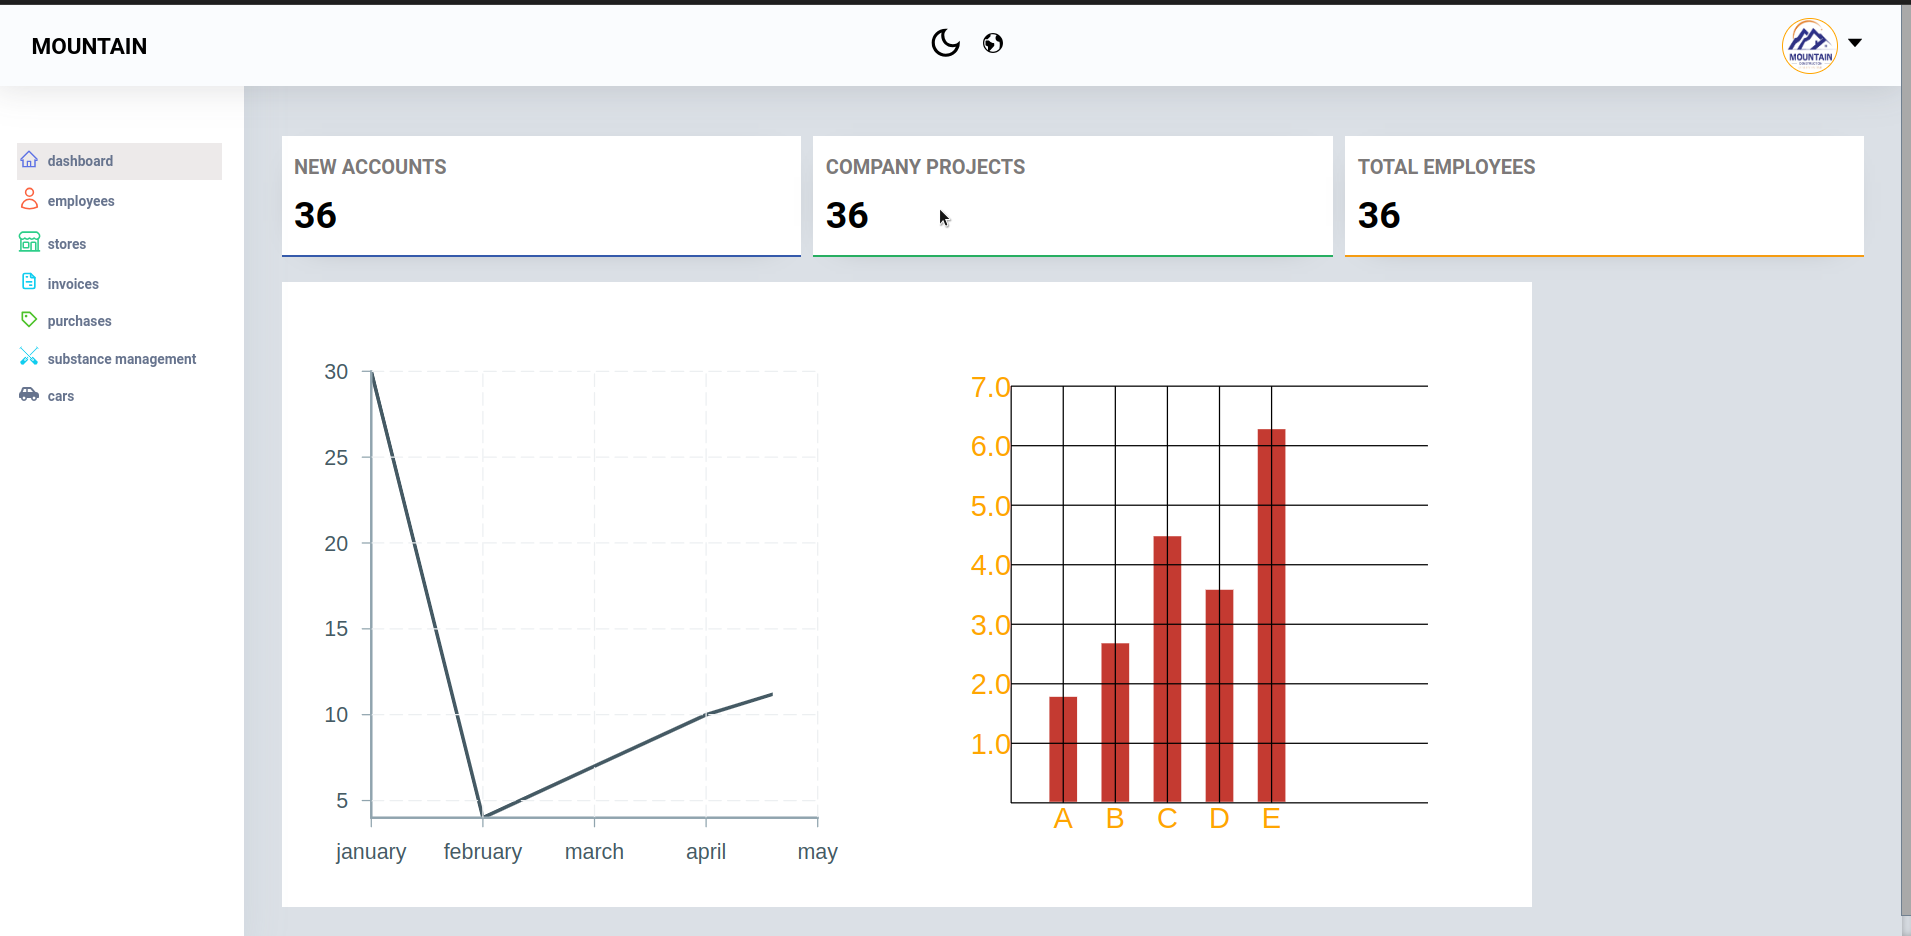 MOUNTAIN
MOUNTAIN
dashboard
employees
stores
invoices
purchases
substance management
cars
NEW ACCOUNTS
36
COMPANY PROJECTS
36
TOTAL EMPLOYEES
36
30
25
20
15
10
5
january february march april may
7.0
6.0
5.0
4.0
3.0
2.0
1.0
A B C D E